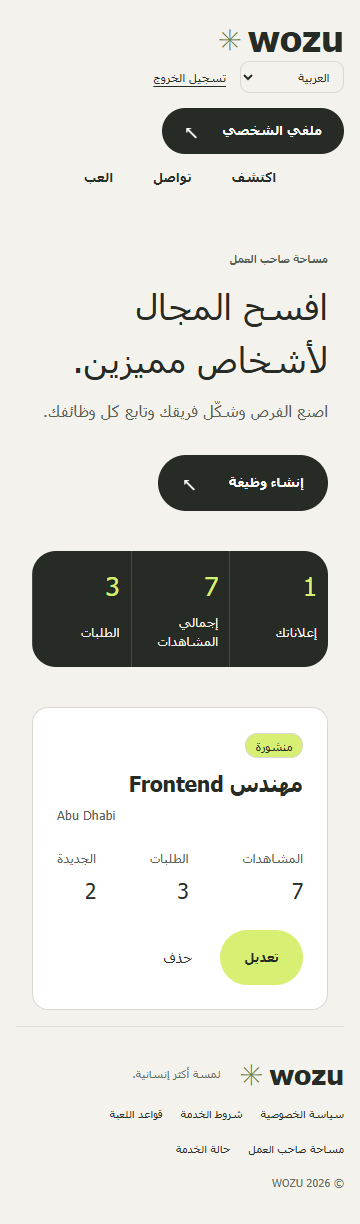 wozu
العربية
تسجيل الخروج
ملفي الشخصي ↖
اكتشف تواصل العب
مساحة صاحب العمل
افسح المجال
لأشخاص مميزين.
اصنع الفرص وشكّل فريقك وتابع كل وظائفك.
إنشاء وظيفة ↖
1 7 3
إعلاناتك إجمالي المشاهدات الطلبات
منشورة
مهندس Frontend
Abu Dhabi
المشاهدات الطلبات الجديدة
7 3 2
تعديل حذف
wozu لمسة أكثر إنسانية.
سياسة الخصوصية شروط الخدمة قواعد اللعبة
مساحة صاحب العمل حالة الخدمة
© 2026 WOZU